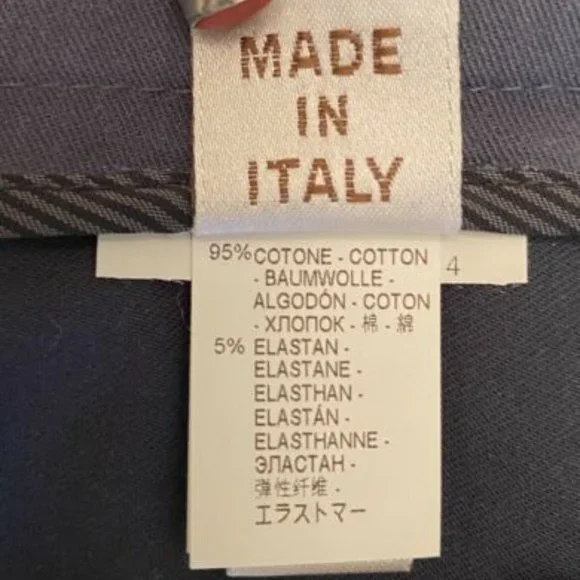 MADE
IN
ITALY
95% COTONE - COTTON
- BAUMWOLLE -
ALGODÓN - COTON
- ХЛОПОК - 棉 - 綿
5% ELASTAN -
ELASTANE -
ELASTHAN -
ELASTÁN -
ELASTHANNE -
ЭЛАСТАН -
弹性纤维 -
エラストマー
4